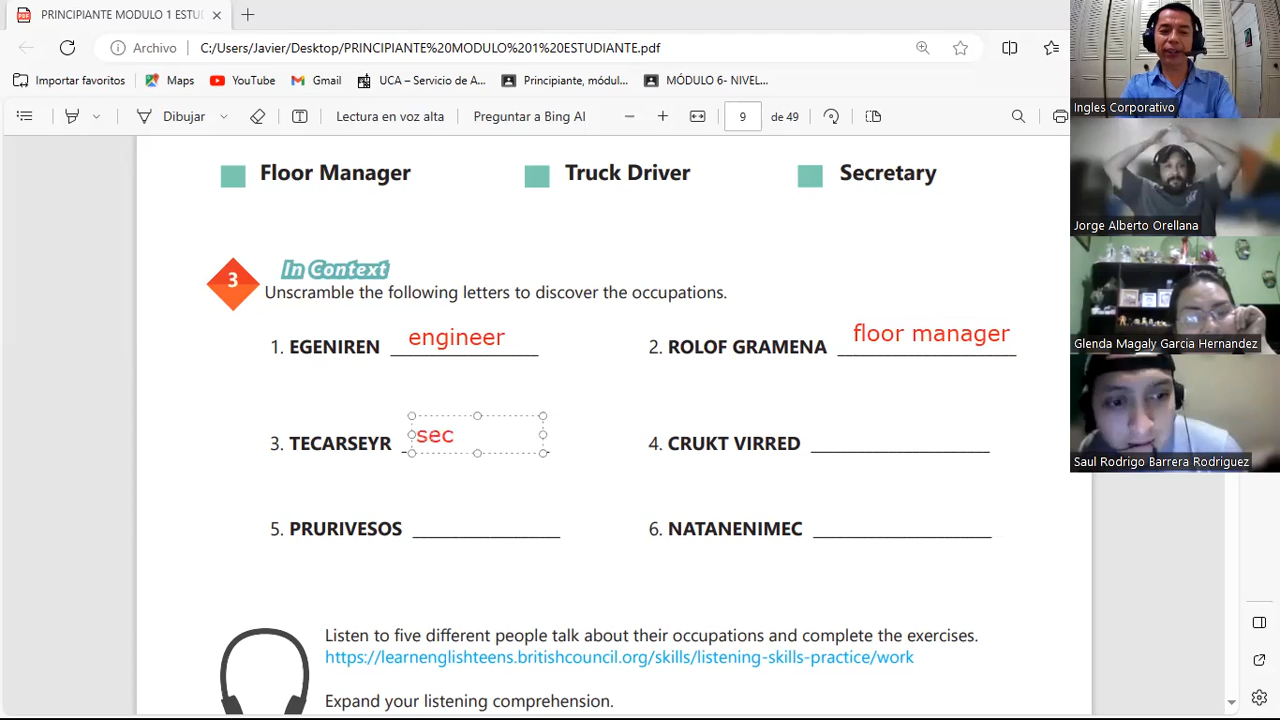 PRINCIPIANTE MODULO 1 ESTUD
Archivo C:/Users/Javier/Desktop/PRINCIPIANTE%20MODULO%201%20ESTUDIANTE.pdf
Importar favoritos Maps YouTube Gmail UCA – Servicio de A... Principiante, módul... MÓDULO 6- NIVEL...
Dibujar Lectura en voz alta Preguntar a Bing AI 9 de 49
Floor Manager Truck Driver Secretary
3 In Context
Unscramble the following letters to discover the occupations.
1. EGENIREN engineer 2. ROLOF GRAMENA floor manager
3. TECARSEYR sec 4. CRUKT VIRRED
5. PRURIVESOS 6. NATANENIMEC
Listen to five different people talk about their occupations and complete the exercises.
https://learnenglishteens.britishcouncil.org/skills/listening-skills-practice/work
Expand your listening comprehension.
Ingles Corporativo
Jorge Alberto Orellana
Glenda Magaly Garcia Hernandez
Saul Rodrigo Barrera Rodriguez